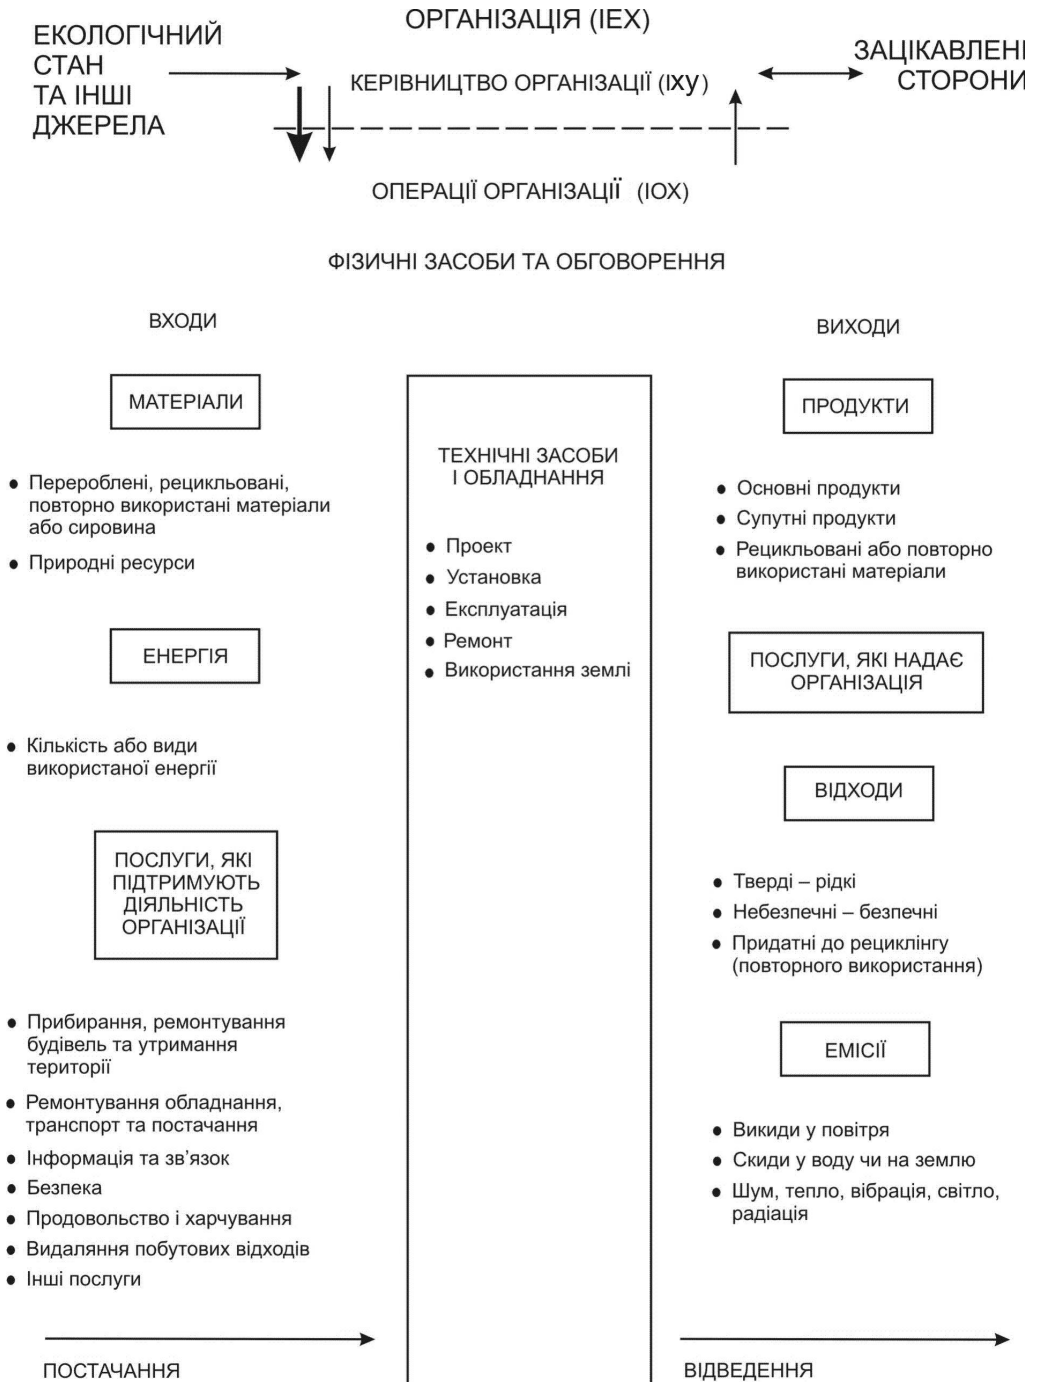 ОРГАНІЗАЦІЯ (ІЕХ)
ЕКОЛОГІЧНИЙ
СТАН
ТА ІНШІ
ДЖЕРЕЛА
КЕРІВНИЦТВО ОРГАНІЗАЦІЇ (ІХУ)
ЗАЦІКАВЛЕНІ
СТОРОНИ
ОПЕРАЦІЇ ОРГАНІЗАЦІЇ (ІОХ)
ФІЗИЧНІ ЗАСОБИ ТА ОБГОВОРЕННЯ
ВХОДИ
МАТЕРІАЛИ
• Перероблені, рецикльовані,
повторно використані матеріали
або сировина
• Природні ресурси
ЕНЕРГІЯ
• Кількість або види
використаної енергії
ПОСЛУГИ, ЯКІ
ПІДТРИМУЮТЬ
ДІЯЛЬНІСТЬ
ОРГАНІЗАЦІЇ
• Прибирання, ремонтування
будівель та утримання
території
• Ремонтування обладнання,
транспорт та постачання
• Інформація та зв’язок
• Безпека
• Продовольство і харчування
• Видаляння побутових відходів
• Інші послуги
ПОСТАЧАННЯ
ТЕХНІЧНІ ЗАСОБИ
І ОБЛАДНАННЯ
• Проект
• Установка
• Експлуатація
• Ремонт
• Використання землі
ВИХОДИ
ПРОДУКТИ
• Основні продукти
• Супутні продукти
• Рецикльовані або повторно
використані матеріали
ПОСЛУГИ, ЯКІ НАДАЄ
ОРГАНІЗАЦІЯ
ВІДХОДИ
• Тверді – рідкі
• Небезпечні – безпечні
• Придатні до рециклінгу
(повторного використання)
ЕМІСІЇ
• Викиди у повітря
• Скиди у воду чи на землю
• Шум, тепло, вібрація, світло,
радіація
ВІДВЕДЕННЯ